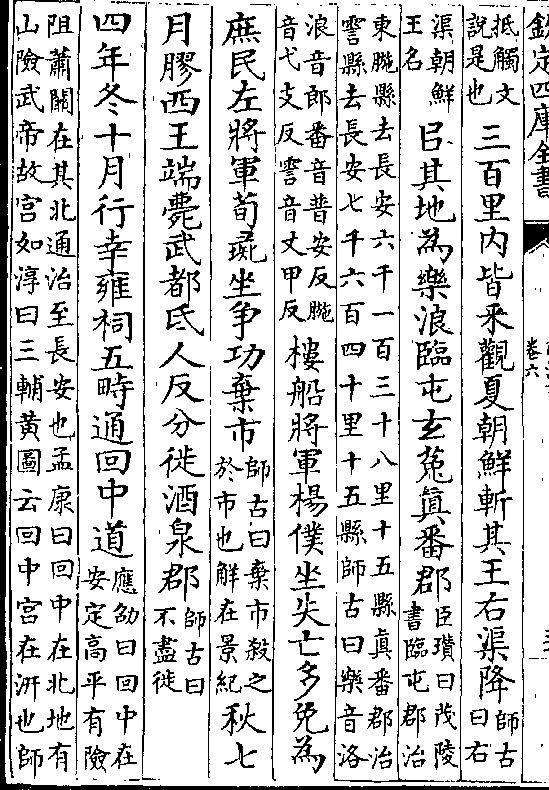 欽定四庫全書
卷六
抵觸文
說是也
三百里内皆來觀夏朝鮮斬其王右渠降
師古
曰右
渠朝鮮
王名
㠯其地為樂浪臨屯玄菟眞番郡
臣瓚曰茂陵
書臨屯郡治
東暆縣去長安六千一百三十八里十五縣眞番郡治
霅縣去長安七千六百四十里十五縣師古曰樂音洛
浪音郎番音普安反暆
音弋支反霅音丈甲反
樓船將軍楊僕坐失亡多免為
庶民左將軍荀彘坐争功棄市
師古曰棄市殺之
於市也解在景紀
秋七
月膠西王端薨武都氐人反分徙酒泉郡
師古曰
不盡徙
四年冬十月行幸雍祠五畤通回中道
應劭曰回中在
安定高平有險
阻蕭關在其北通治至長安也孟康曰回中在北地有
山險武帝故宮如淳曰三輔黄圖云回中宮在汧也師